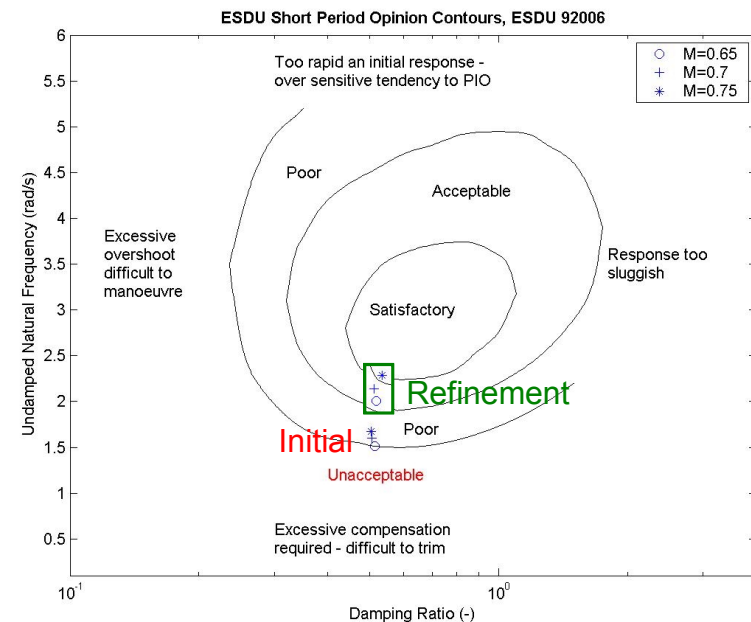 ESDU Short Period Opinion Contours, ESDU 92006
6
5.5
5
4.5
4
3.5
3
2.5
2
1.5
1
0.5
Undamped Natural Frequency (rad/s)
Too rapid an initial response -
over sensitive tendency to PIO
M=0.65
M=0.7
M=0.75
Poor
Acceptable
Excessive
overshoot
difficult to
manoeuvre
Response too
sluggish
Satisfactory
Refinement
Initial
Poor
Unacceptable
Excessive compensation
required - difficult to trim
10⁻¹
10⁰
Damping Ratio (-)